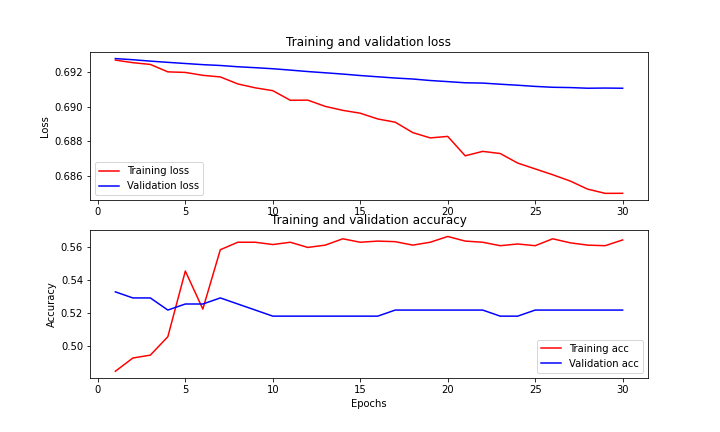 Training and validation loss
0.692
0.690
0.688
0.686
Loss
Training loss
Validation loss
0 5 10 15 20 25 30
Training and validation accuracy
0.56
0.54
0.52
0.50
Accuracy
Training acc
Validation acc
0 5 10 15 20 25 30
Epochs